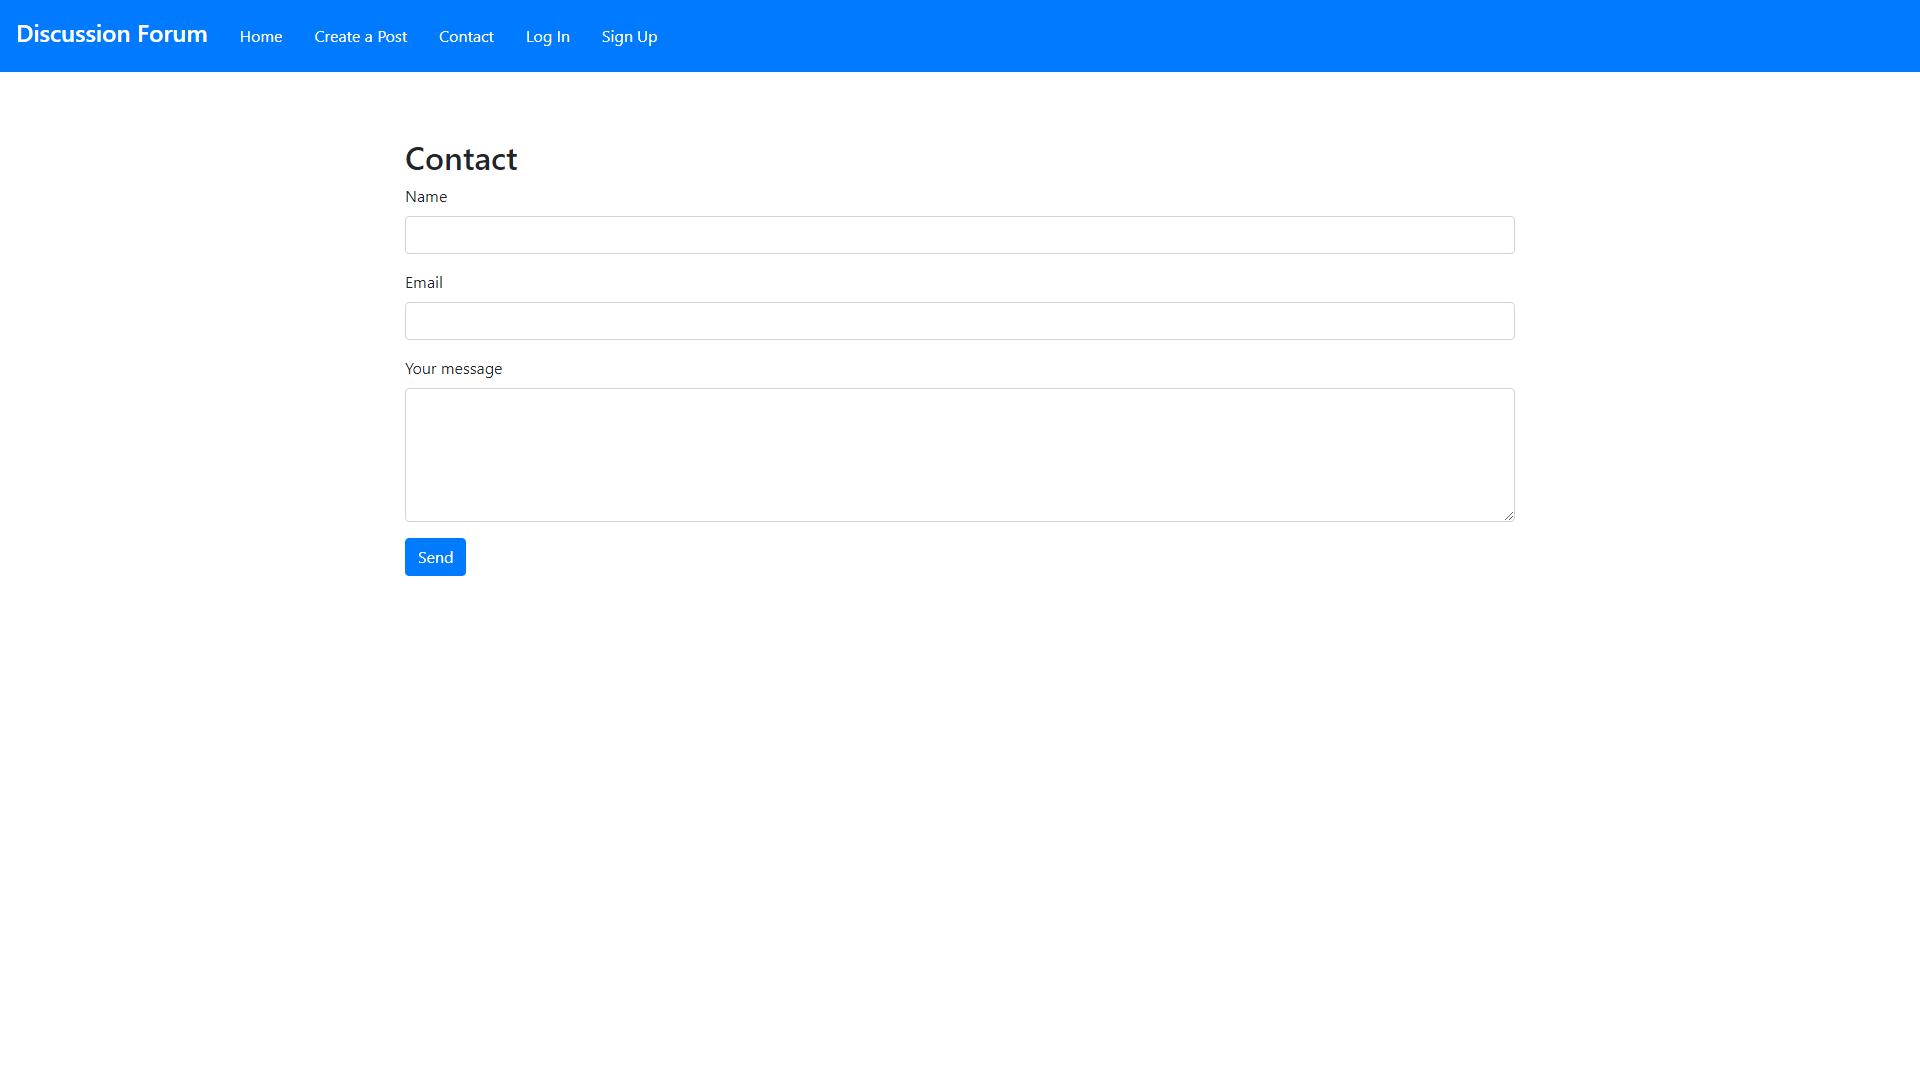 Discussion Forum Home Create a Post Contact Log In Sign Up
Contact
Name
Email
Your message
Send